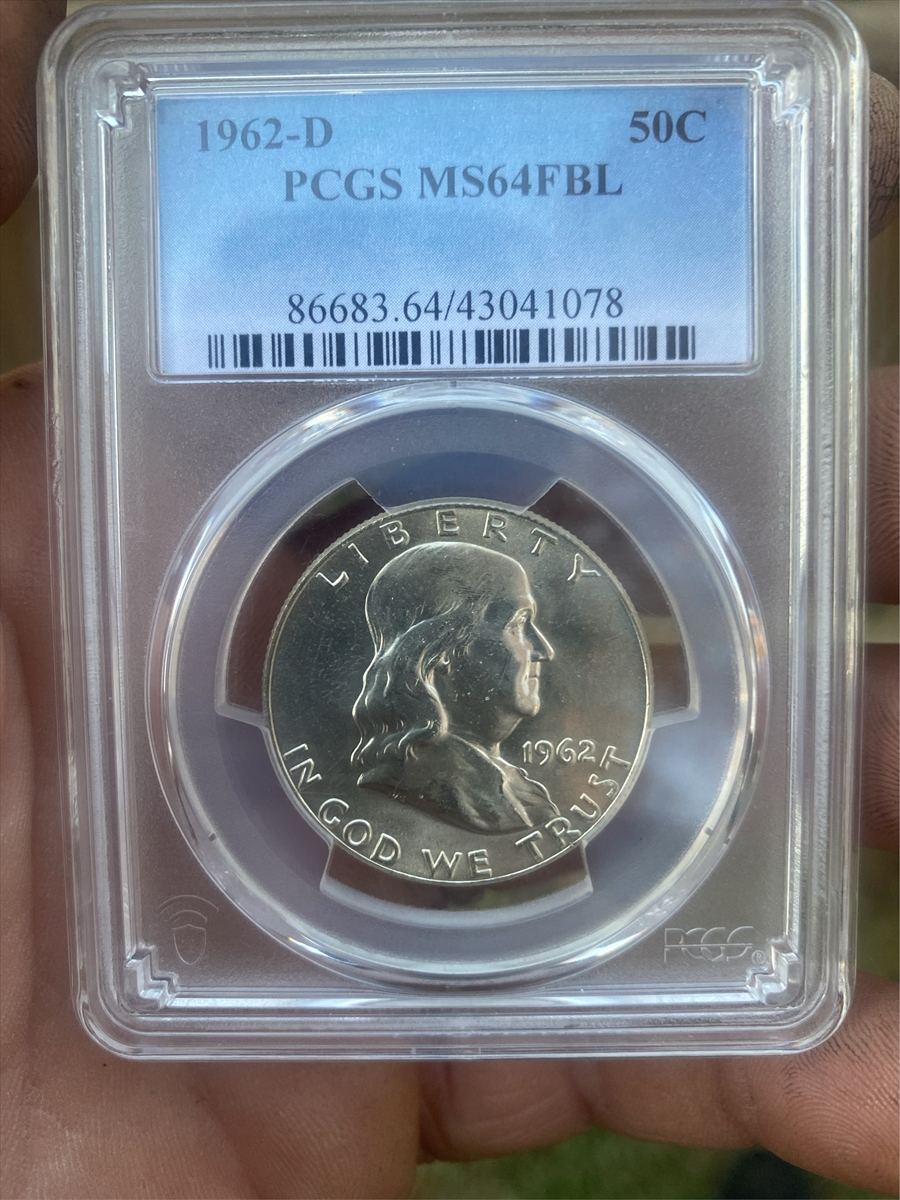 1962-D 50C
PCGS MS64FBL
86683.64/43041078
LIBERTY
1962
IN GOD WE TRUST
PCGS®